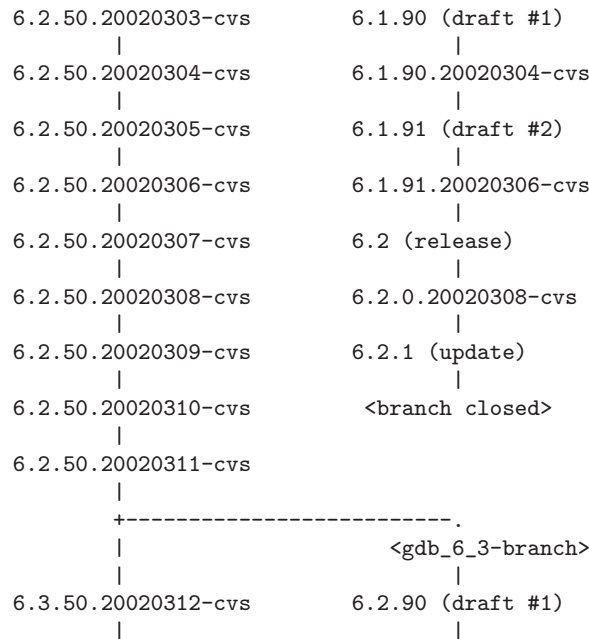 6.2.50.20020303-cvs        6.1.90 (draft #1)
        |                          |
6.2.50.20020304-cvs        6.1.90.20020304-cvs
        |                          |
6.2.50.20020305-cvs        6.1.91 (draft #2)
        |                          |
6.2.50.20020306-cvs        6.1.91.20020306-cvs
        |                          |
6.2.50.20020307-cvs        6.2 (release)
        |                          |
6.2.50.20020308-cvs        6.2.0.20020308-cvs
        |                          |
6.2.50.20020309-cvs        6.2.1 (update)
        |                          |
6.2.50.20020310-cvs         <branch closed>
        |
6.2.50.20020311-cvs
        |
        +--------------------------.
        |                     <gdb_6_3-branch>
        |                          |
6.3.50.20020312-cvs        6.2.90 (draft #1)
        |                          |